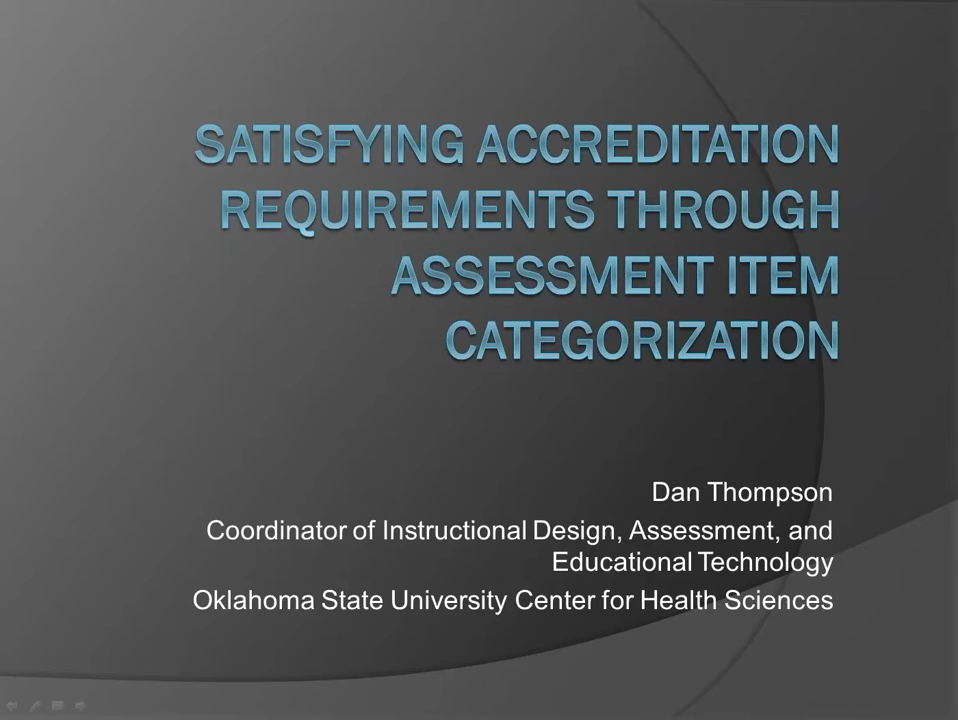 SATISFYING ACCREDITATION
REQUIREMENTS THROUGH
ASSESSMENT ITEM
CATEGORIZATION
Dan Thompson
Coordinator of Instructional Design, Assessment, and
Educational Technology
Oklahoma State University Center for Health Sciences